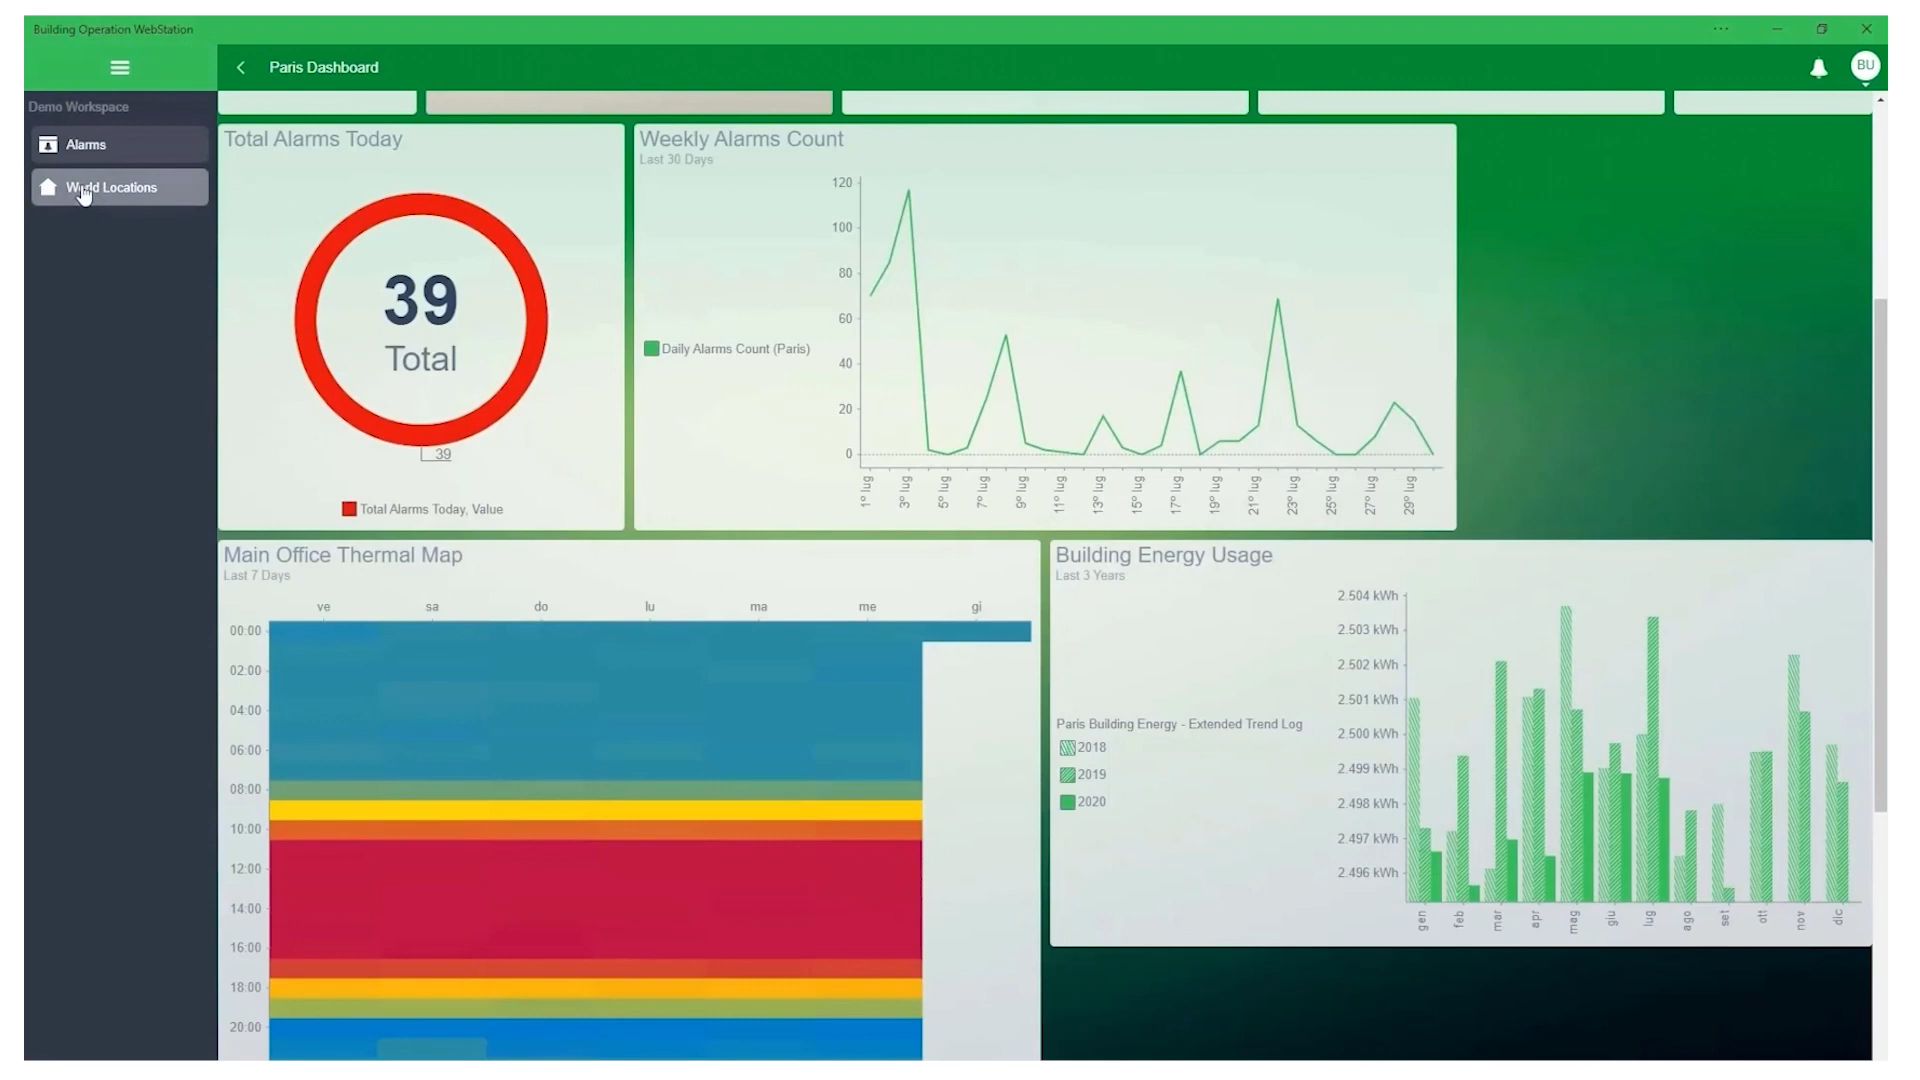 Building Operation WebStation
Paris Dashboard
BU
Demo Workspace
Alarms
World Locations
Total Alarms Today
39
Total
39
Total Alarms Today, Value
Weekly Alarms Count
Last 30 Days
Daily Alarms Count (Paris)
120
100
80
60
40
20
0
1° lug
3° lug
5° lug
7° lug
9° lug
11° lug
13° lug
15° lug
17° lug
19° lug
21° lug
23° lug
25° lug
27° lug
29° lug
Main Office Thermal Map
Last 7 Days
ve sa do lu ma me gi
00:00
02:00
04:00
06:00
08:00
10:00
12:00
14:00
16:00
18:00
20:00
Building Energy Usage
Last 3 Years
Paris Building Energy - Extended Trend Log
2018
2019
2020
2.504 kWh
2.503 kWh
2.502 kWh
2.501 kWh
2.500 kWh
2.499 kWh
2.498 kWh
2.497 kWh
2.496 kWh
gen feb mar apr mag giu lug ago set ott nov dic